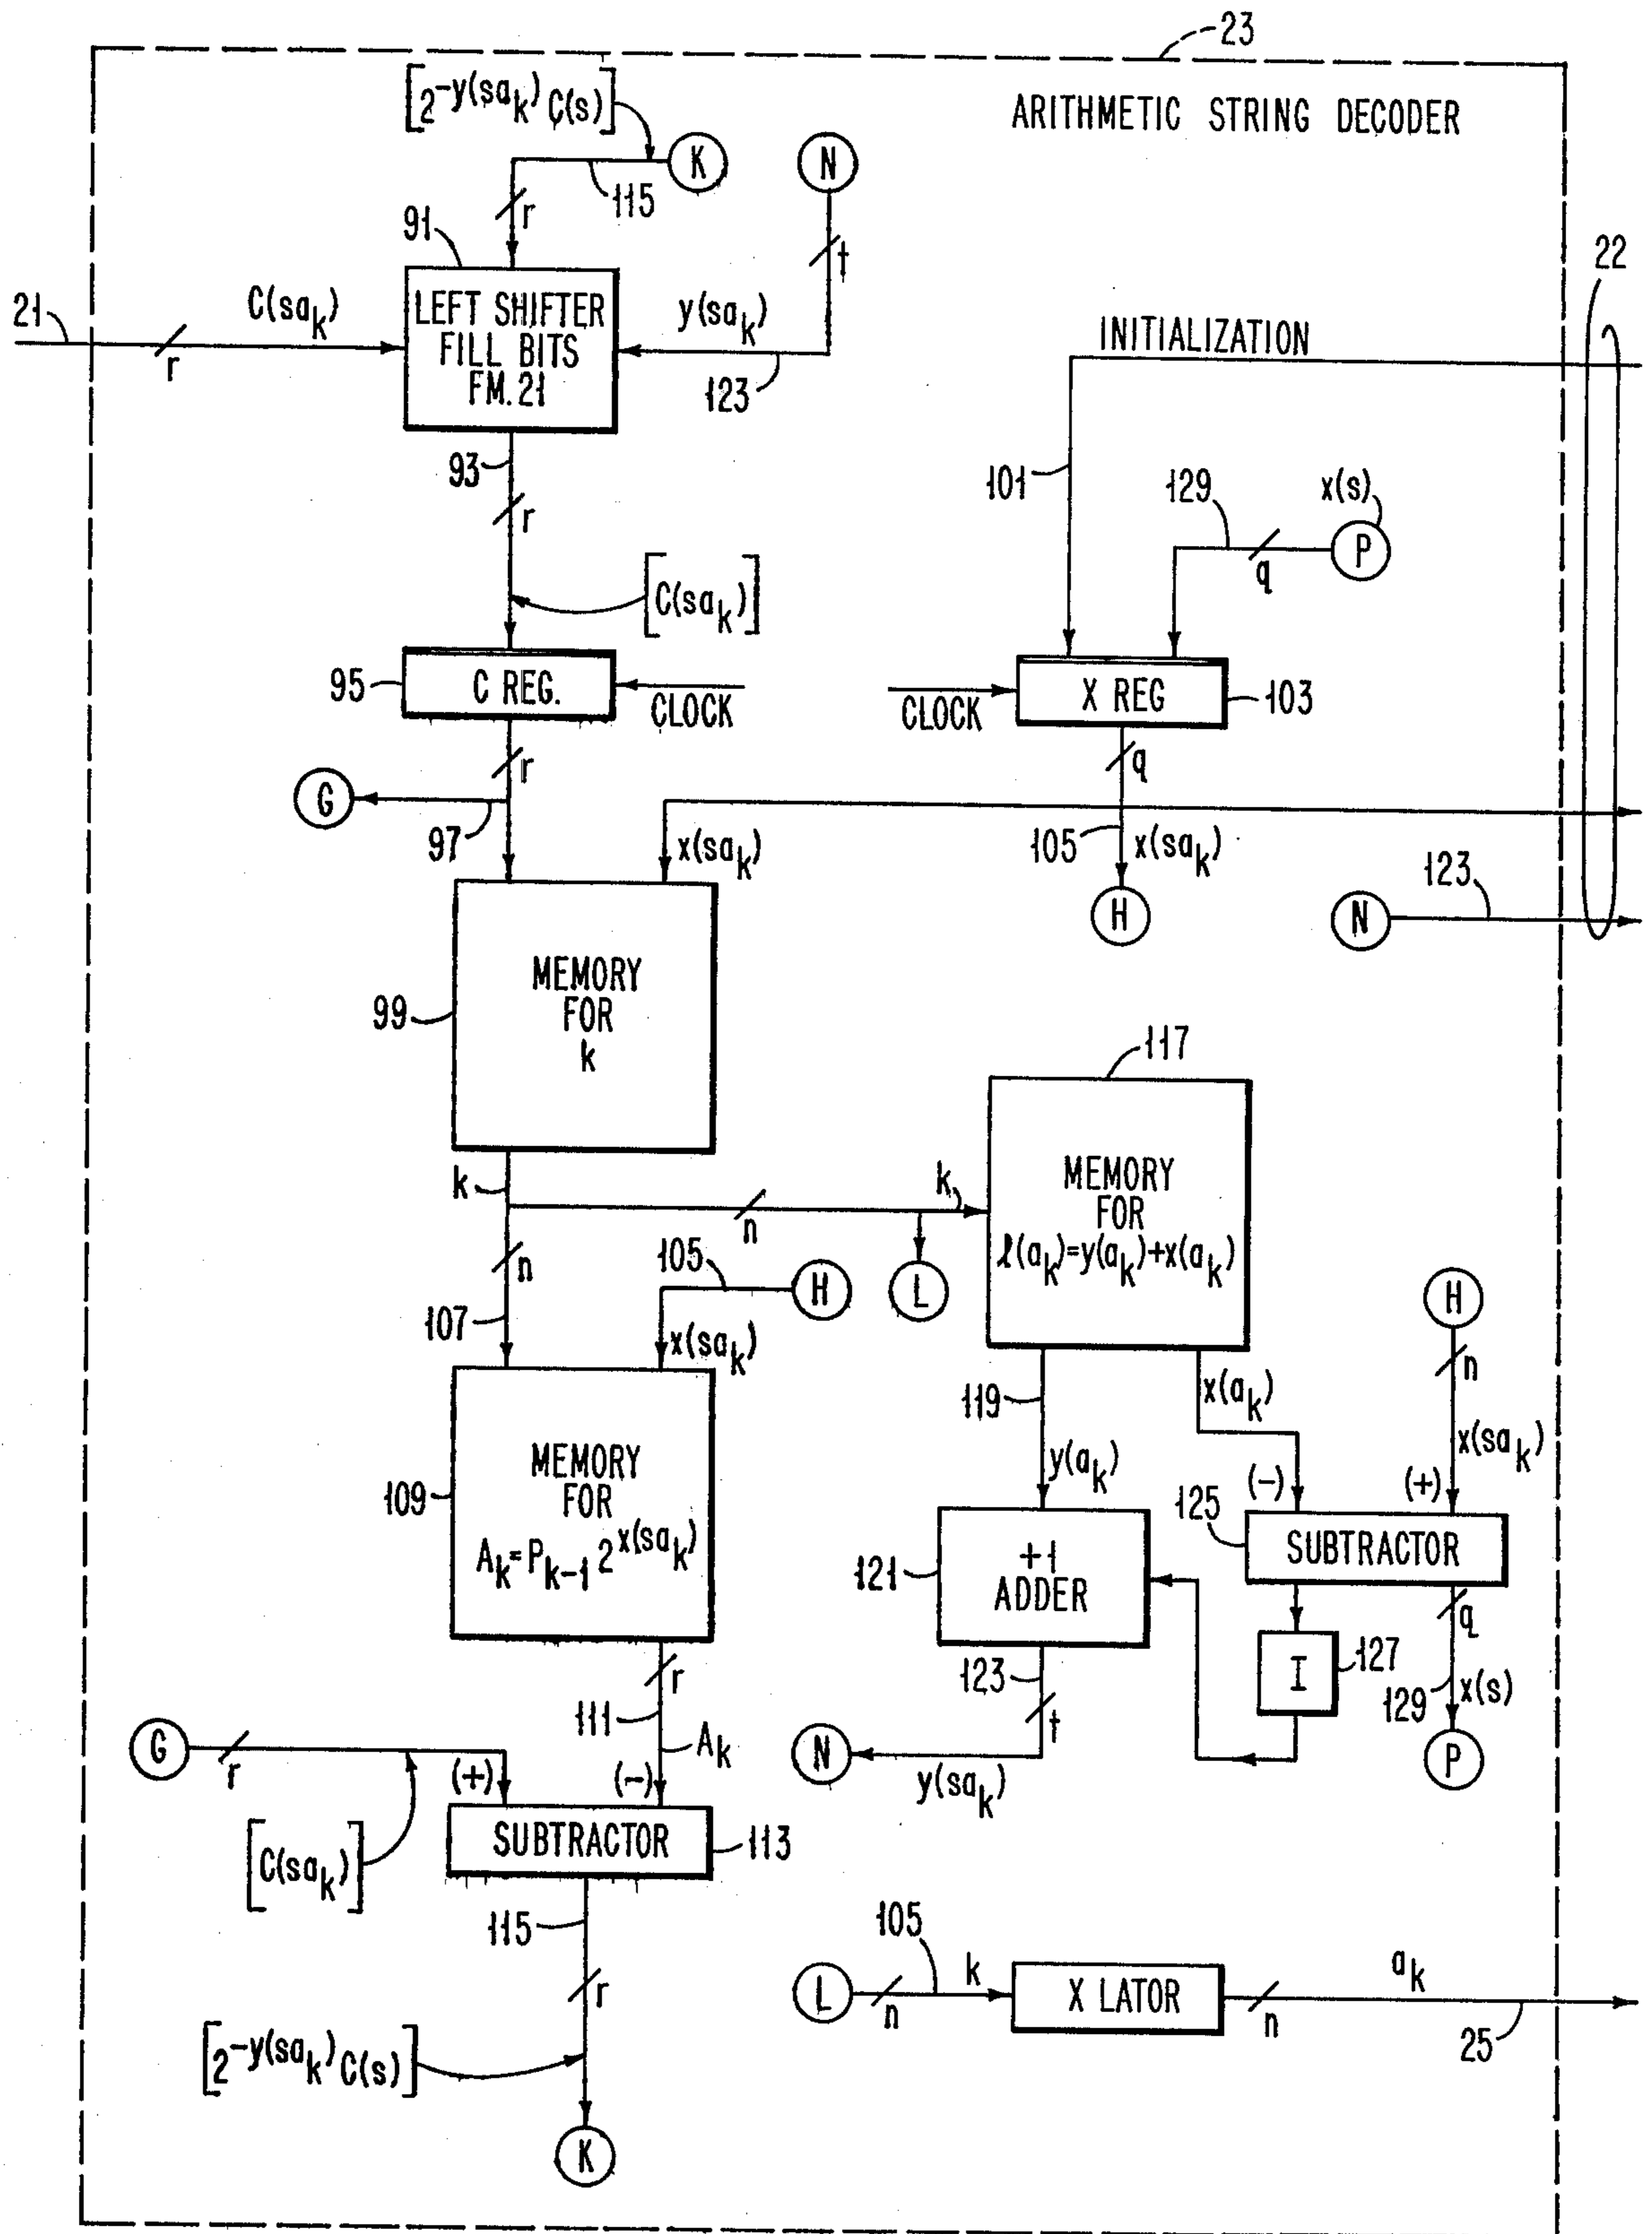 23
[2^-y(sa_k) C(s)]
ARITHMETIC STRING DECODER
K
N
115
r
t
91
22
21
C(sa_k)
LEFT SHIFTER
FILL BITS
FM. 21
y(sa_k)
r
123
INITIALIZATION
93
r
101
129
x(s)
P
q
[C(sa_k)]
95
C REG.
CLOCK
CLOCK
X REG
103
r
q
G
97
x(sa_k)
105
x(sa_k)
123
H
N
99
MEMORY
FOR
k
117
k
n
k,
MEMORY
FOR
ℓ(a_k)=y(a_k)+x(a_k)
n
105
H
L
H
107
x(sa_k)
n
119
x(a_k)
x(sa_k)
109
MEMORY
FOR
A_k=P_k-1 2^x(sa_k)
y(a_k)
(-)
(+)
125
SUBTRACTOR
121
+1
ADDER
q
r
123
I
127
111
129
x(s)
A_k
t
G
r
(+)
(-)
N
y(sa_k)
P
SUBTRACTOR
113
[C(sa_k)]
115
105
r
L
n
k
X LATOR
n
a_k
25
[2^-y(sa_k) C(s)]
K